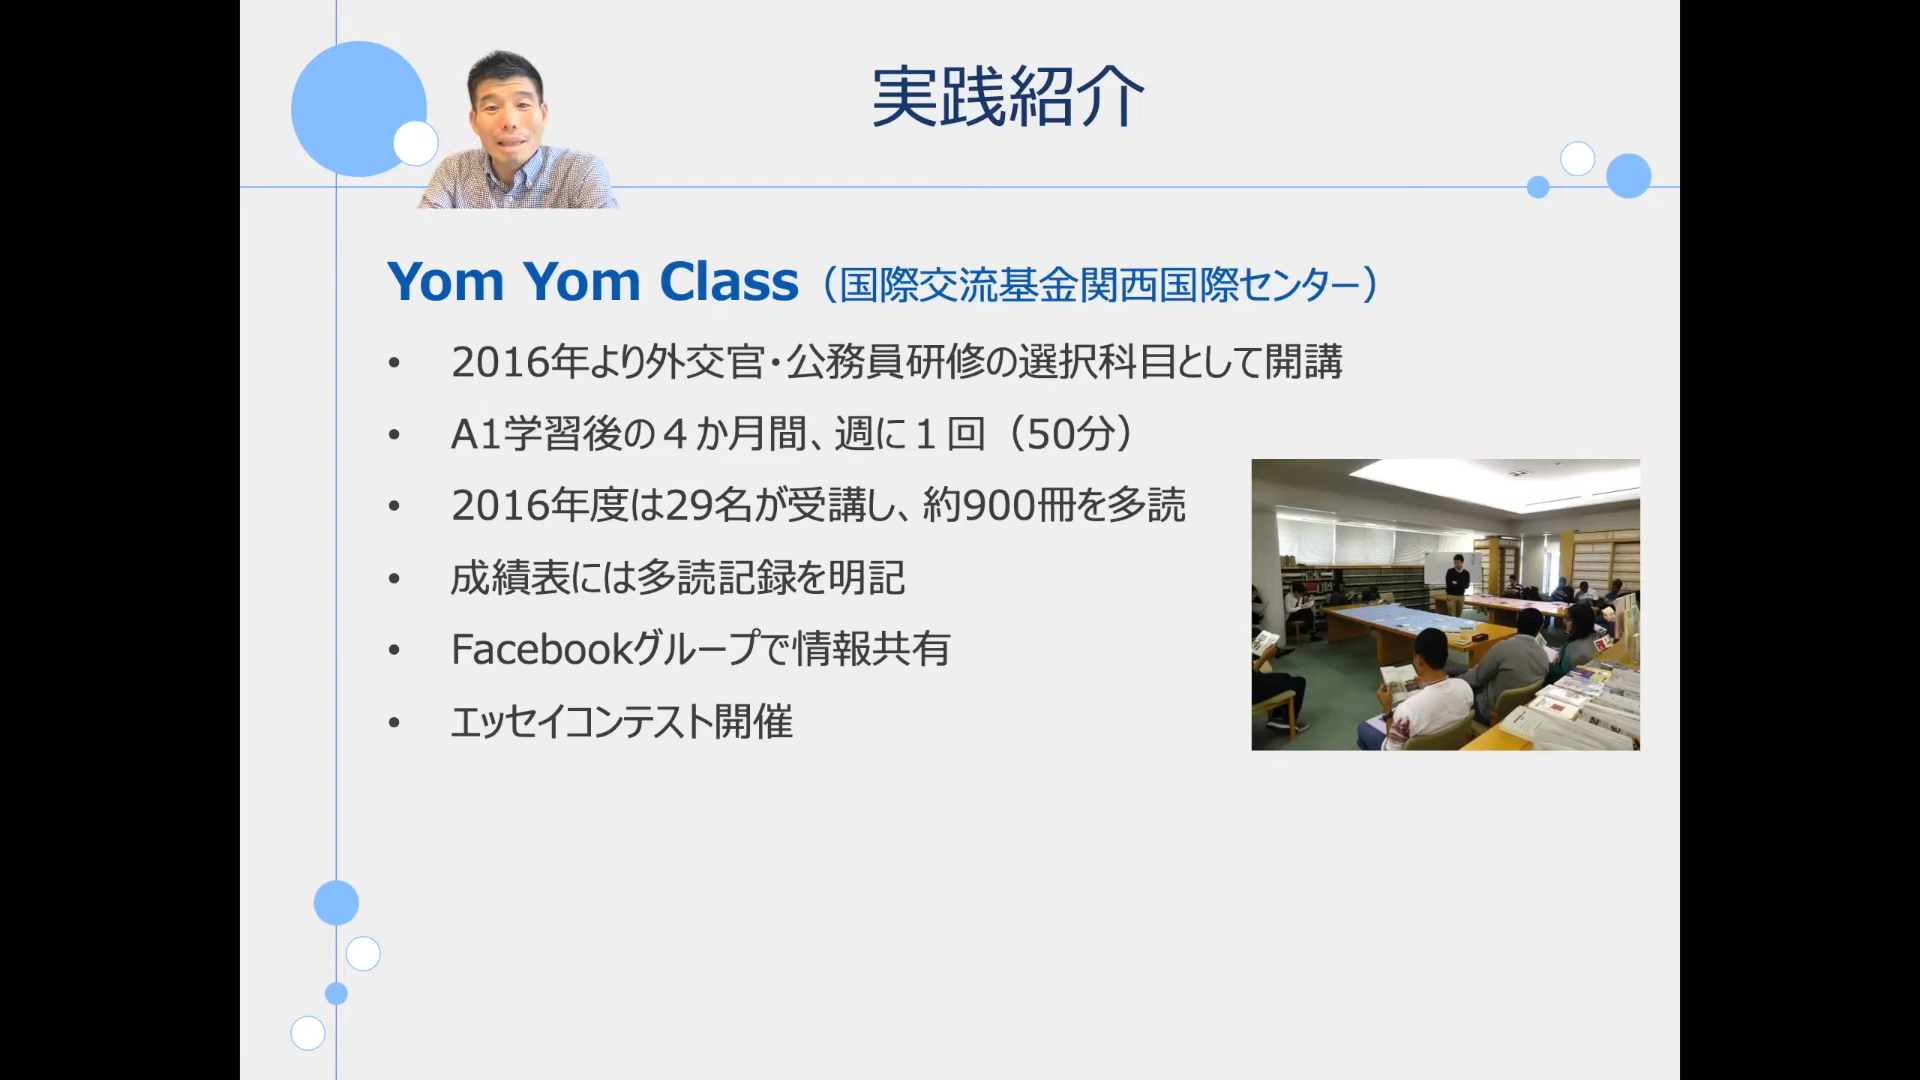 実践紹介
Yom Yom Class（国際交流基金関西国際センター）
• 2016年より外交官・公務員研修の選択科目として開講
• A1学習後の４か月間、週に１回（50分）
• 2016年度は29名が受講し、約900冊を多読
• 成績表には多読記録を明記
• Facebookグループで情報共有
• エッセイコンテスト開催